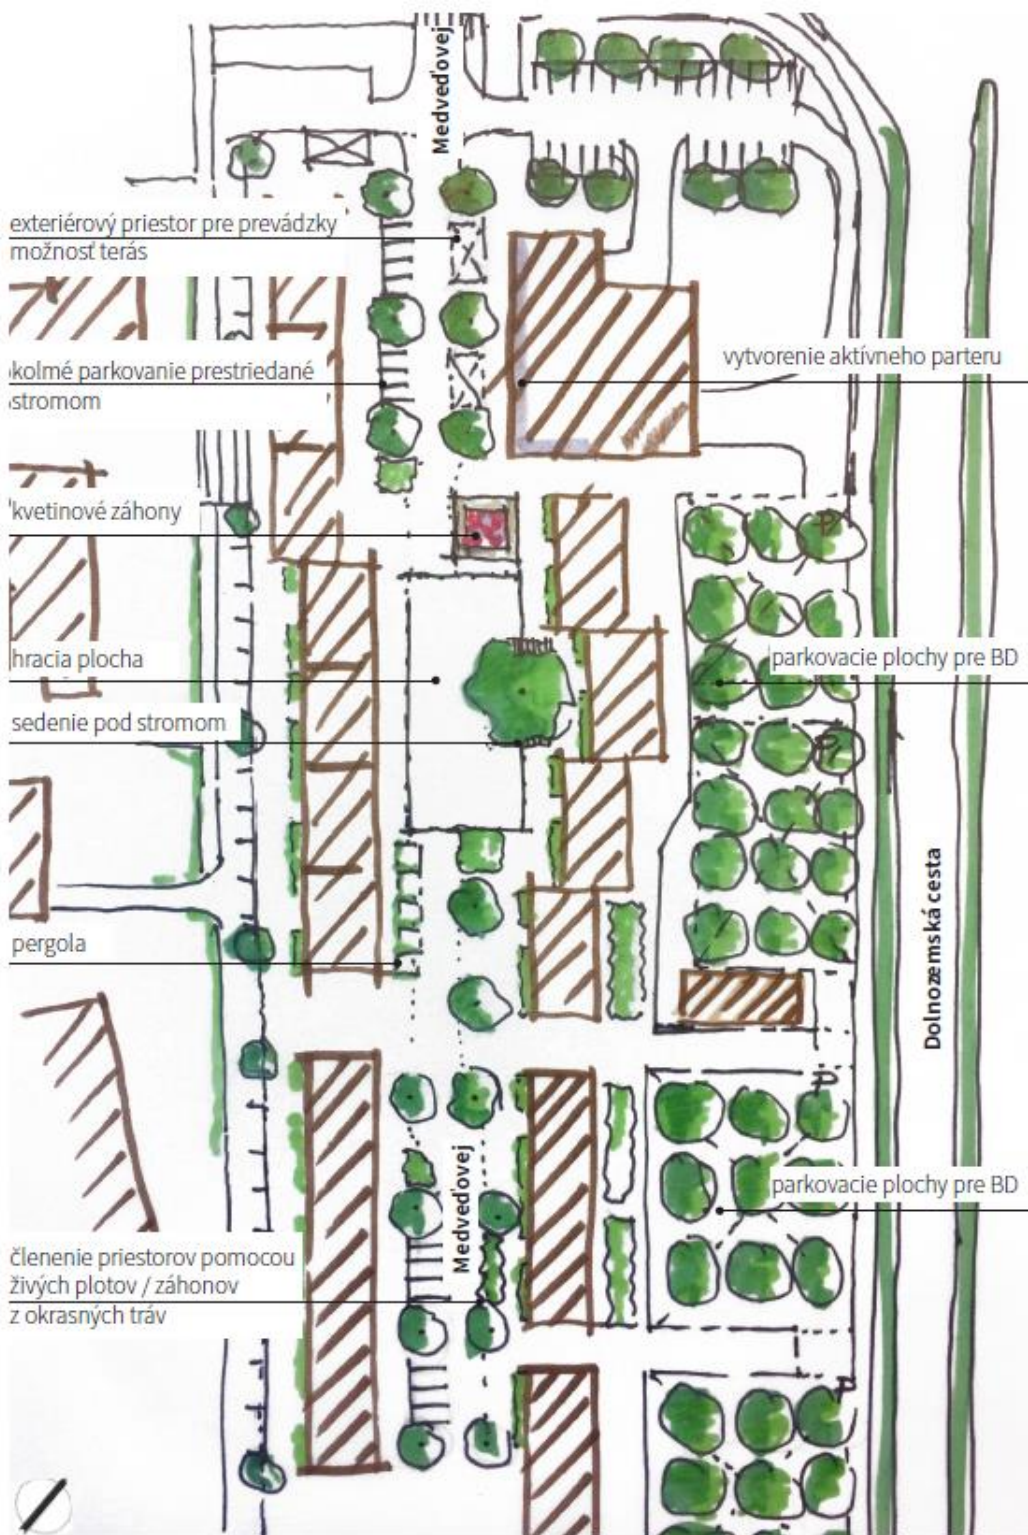 Medveďovej
exteriérový priestor pre prevádzky
možnosť terás
vytvorenie aktívneho parteru
kolmé parkovanie prestriedané
stromom
kvetinové záhony
hracia plocha
parkovacie plochy pre BD
sedenie pod stromom
Dolnozemská cesta
pergola
Medveďovej
parkovacie plochy pre BD
členenie priestorov pomocou
živých plotov / záhonov
z okrasných tráv